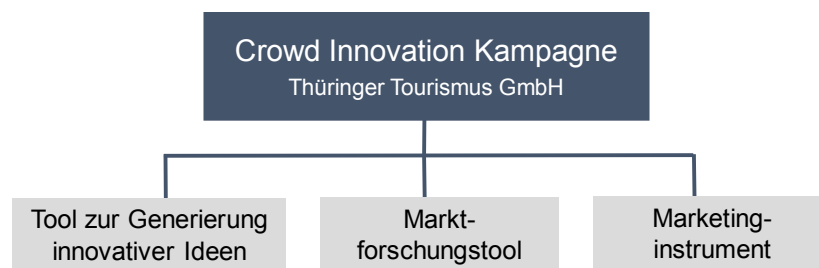 Crowd Innovation Kampagne
Thüringer Tourismus GmbH
Tool zur Generierung
innovativer Ideen
Markt-
forschungstool
Marketing-
instrument